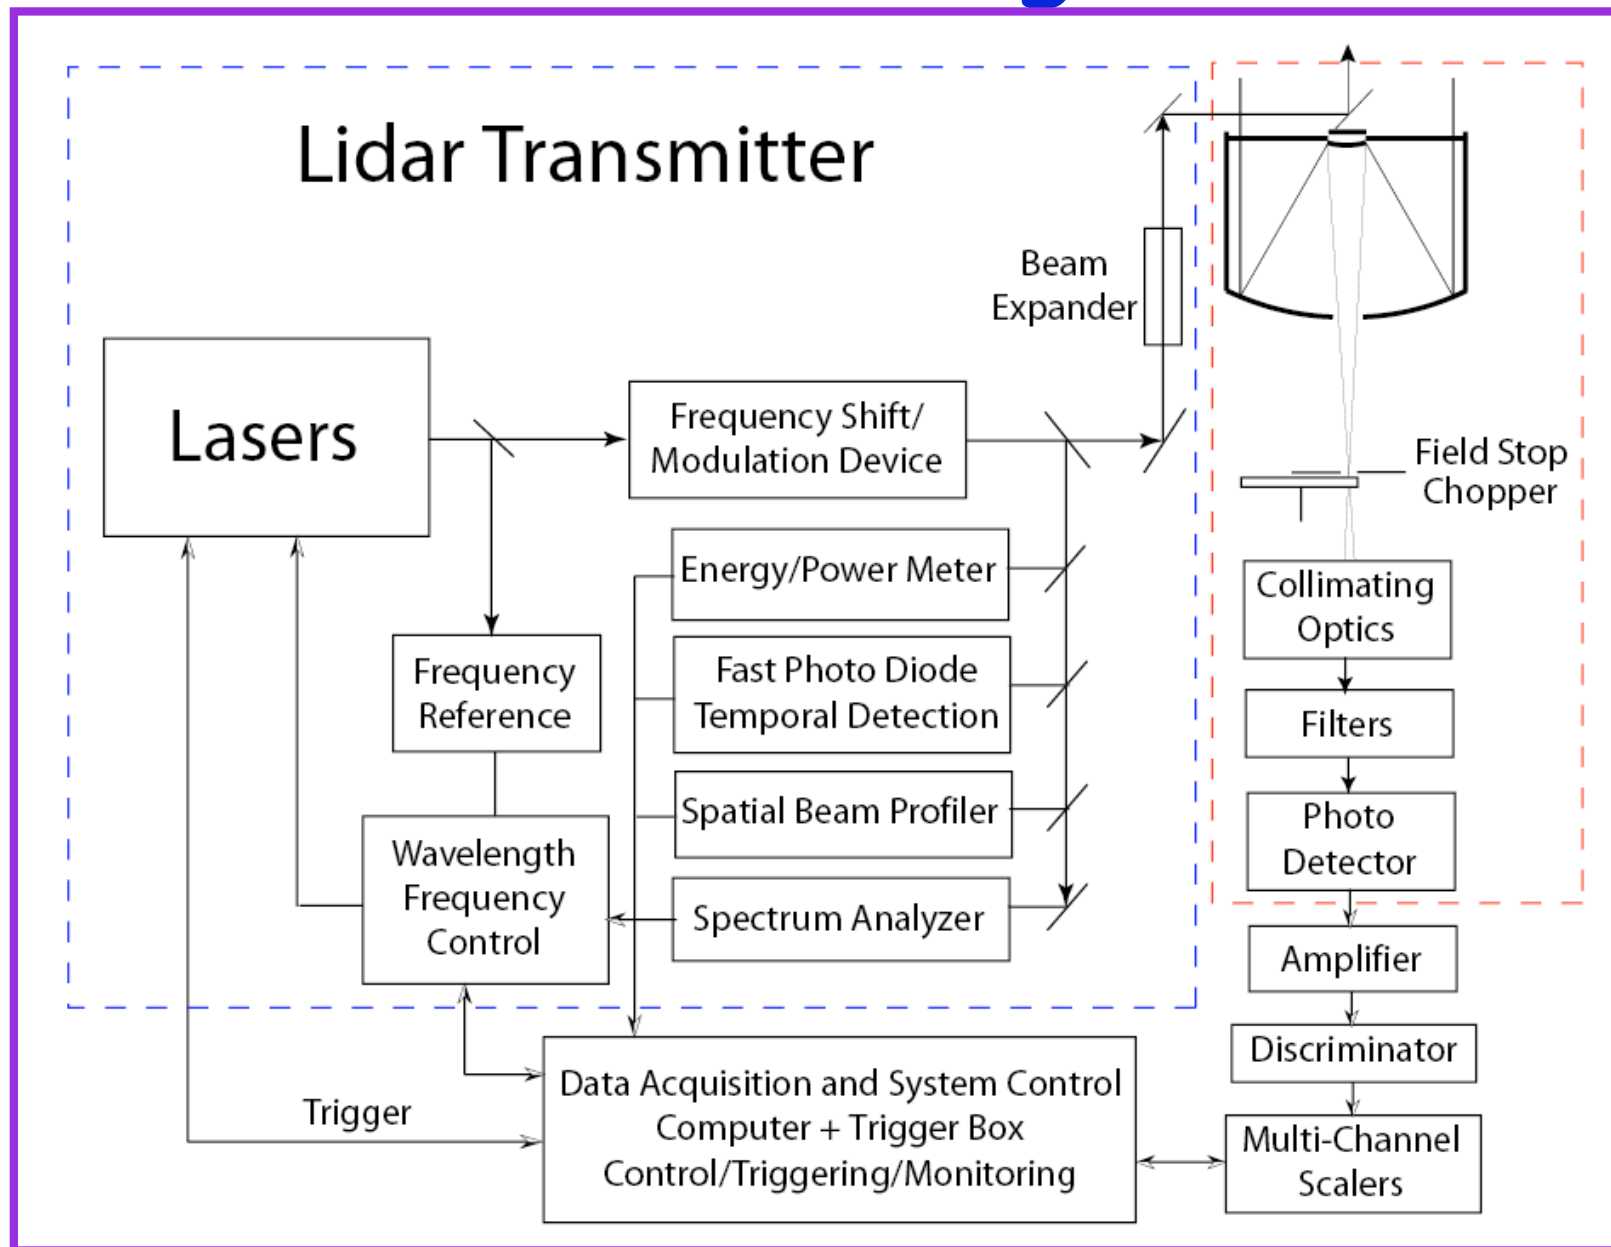 Lidar Transmitter
Beam
Expander
Lasers
Frequency Shift/
Modulation Device
Field Stop
Chopper
Energy/Power Meter
Collimating
Optics
Frequency
Reference
Fast Photo Diode
Temporal Detection
Filters
Spatial Beam Profiler
Photo
Detector
Wavelength
Frequency
Control
Spectrum Analyzer
Amplifier
Discriminator
Trigger
Data Acquisition and System Control
Computer + Trigger Box
Control/Triggering/Monitoring
Multi-Channel
Scalers